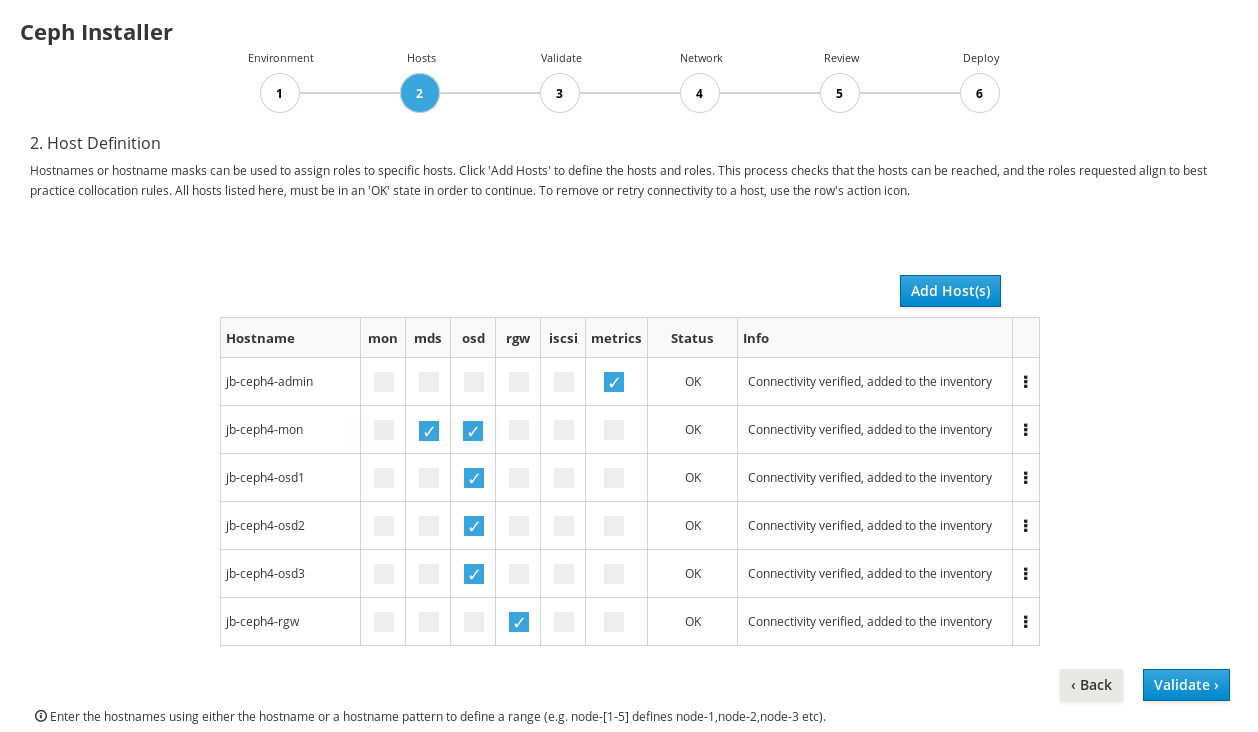 Ceph Installer
Environment Hosts Validate Network Review Deploy
1 2 3 4 5 6
2. Host Definition
Hostnames or hostname masks can be used to assign roles to specific hosts. Click 'Add Hosts' to define the hosts and roles. This process checks that the hosts can be reached, and the roles requested align to best
practice collocation rules. All hosts listed here, must be in an 'OK' state in order to continue. To remove or retry connectivity to a host, use the row's action icon.
Add Host(s)
Hostname mon mds osd rgw iscsi metrics Status Info
jb-ceph4-admin ✓ OK Connectivity verified, added to the inventory
jb-ceph4-mon ✓ ✓ OK Connectivity verified, added to the inventory
jb-ceph4-osd1 ✓ OK Connectivity verified, added to the inventory
jb-ceph4-osd2 ✓ OK Connectivity verified, added to the inventory
jb-ceph4-osd3 ✓ OK Connectivity verified, added to the inventory
jb-ceph4-rgw ✓ OK Connectivity verified, added to the inventory
‹ Back Validate ›
Enter the hostnames using either the hostname or a hostname pattern to define a range (e.g. node-[1-5] defines node-1,node-2,node-3 etc).